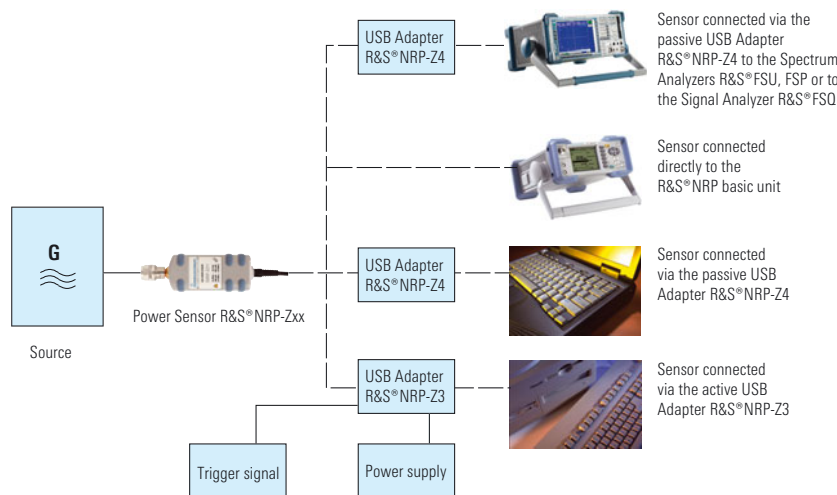 USB Adapter
R&S®NRP-Z4
Sensor connected via the
passive USB Adapter
R&S®NRP-Z4 to the Spectrum
Analyzers R&S®FSU, FSP or to
the Signal Analyzer R&S®FSQ
Sensor connected
directly to the
R&S®NRP basic unit
G
Power Sensor R&S®NRP-Zxx
Source
USB Adapter
R&S®NRP-Z4
Sensor connected
via the passive USB
Adapter R&S®NRP-Z4
USB Adapter
R&S®NRP-Z3
Sensor connected
via the active USB
Adapter R&S®NRP-Z3
Trigger signal
Power supply